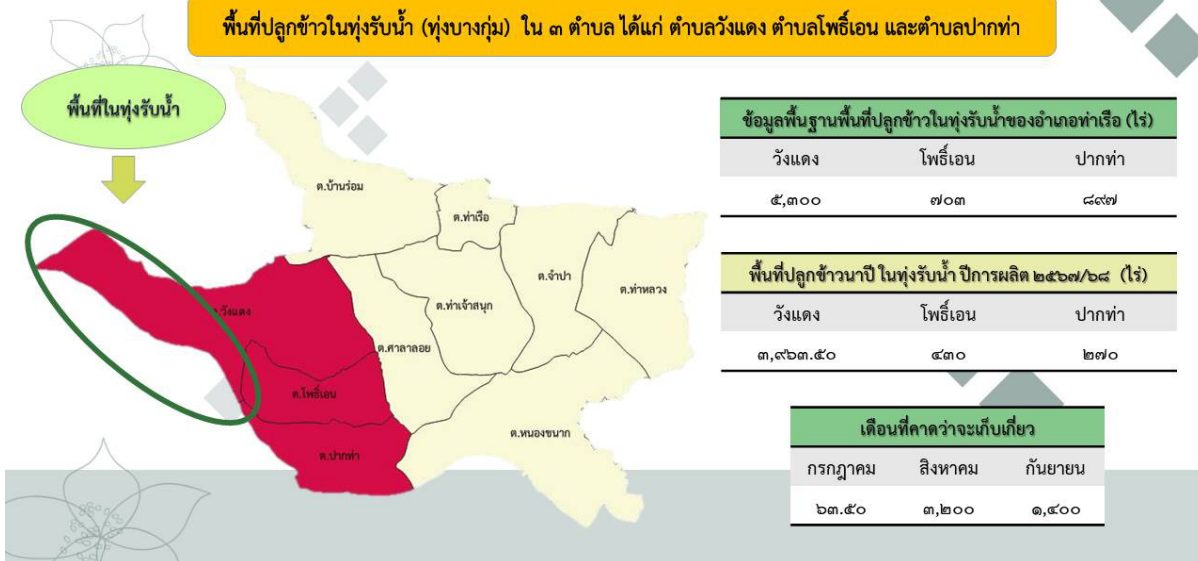 พื้นที่ปลูกข้าวในทุ่งรับน้ำ (ทุ่งบางกุ่ม) ใน ๓ ตำบล ได้แก่ ตำบลวังแดง ตำบลโพธิ์เอน และตำบลปากท่า
พื้นที่ในทุ่งรับน้ำ
ต.บ้านร่อม
ต.ท่าเรือ
ต.จำปา
ต.ท่าหลวง
ต.ท่าเจ้าสนุก
ต.วังแดง
ต.ศาลาลอย
ต.โพธิ์เอน
ต.หนองขนาก
ต.ปากท่า
ข้อมูลพื้นฐานพื้นที่ปลูกข้าวในทุ่งรับน้ำของอำเภอท่าเรือ (ไร่)
วังแดง โพธิ์เอน ปากท่า
๕,๓๐๐ ๗๐๓ ๘๙๗
พื้นที่ปลูกข้าวนาปี ในทุ่งรับน้ำ ปีการผลิต ๒๕๖๗/๖๘ (ไร่)
วังแดง โพธิ์เอน ปากท่า
๓,๙๖๓.๕๐ ๔๓๐ ๒๗๐
เดือนที่คาดว่าจะเก็บเกี่ยว
กรกฎาคม สิงหาคม กันยายน
๖๓.๕๐ ๓,๒๐๐ ๑,๔๐๐